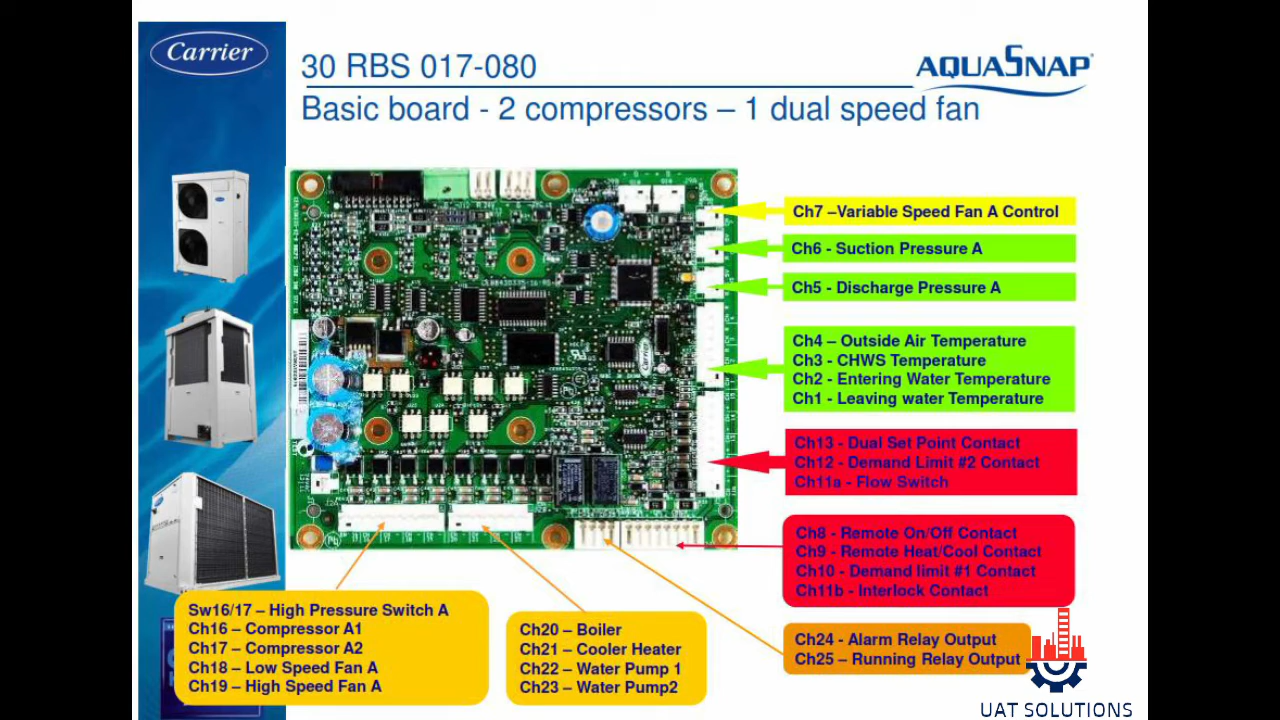 Carrier
30 RBS 017-080
AQUASNAP
Basic board - 2 compressors – 1 dual speed fan
Ch7 –Variable Speed Fan A Control
Ch6 - Suction Pressure A
Ch5 - Discharge Pressure A
Ch4 – Outside Air Temperature
Ch3 - CHWS Temperature
Ch2 - Entering Water Temperature
Ch1 - Leaving water Temperature
Carrier
Ch13 - Dual Set Point Contact
Ch12 - Demand Limit #2 Contact
Ch11a - Flow Switch
Ch8 - Remote On/Off Contact
Ch9 - Remote Heat/Cool Contact
Ch10 - Demand limit #1 Contact
Ch11b - Interlock Contact
Sw16/17 – High Pressure Switch A
Ch16 – Compressor A1
Ch17 – Compressor A2
Ch18 – Low Speed Fan A
Ch19 – High Speed Fan A
Ch20 – Boiler
Ch21 – Cooler Heater
Ch22 – Water Pump 1
Ch23 – Water Pump2
Ch24 - Alarm Relay Output
Ch25 – Running Relay Output
UAT SOLUTIONS